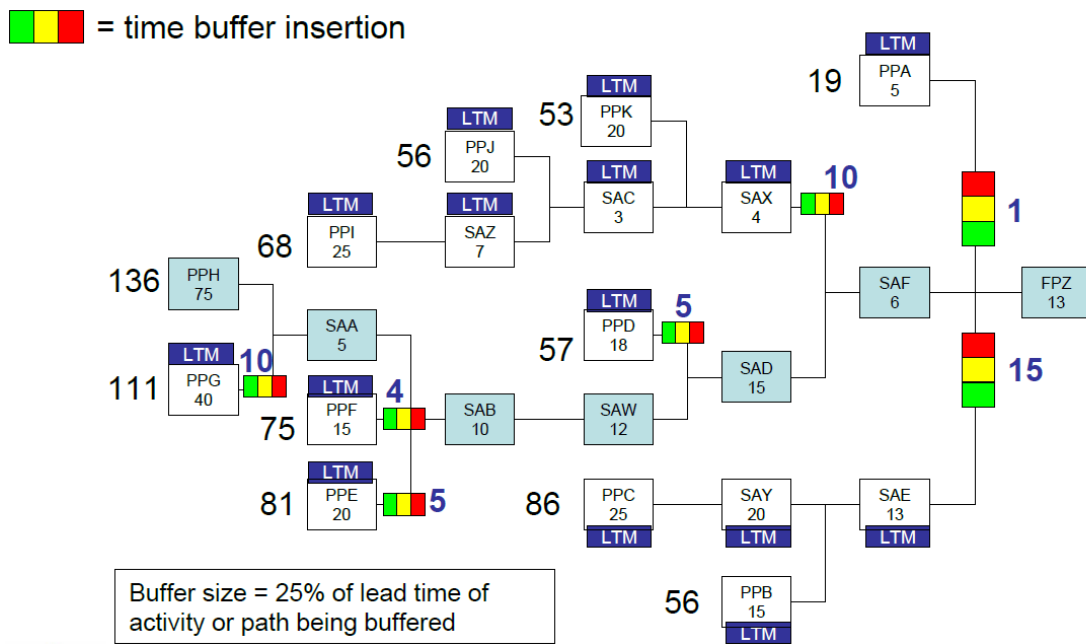 = time buffer insertion
LTM
PPA
5
19
LTM
PPK
20
53
LTM
PPJ
20
56
LTM
SAC
3
LTM
SAX
4
10
1
LTM
PPI
25
68
LTM
SAZ
7
136
PPH
75
SAF
6
FPZ
13
SAA
5
LTM
PPD
18
57
5
LTM
PPG
40
111
10
SAD
15
15
LTM
PPF
15
75
4
SAB
10
SAW
12
LTM
PPE
20
81
5
86
PPC
25
LTM
SAY
20
LTM
SAE
13
LTM
56
PPB
15
LTM
Buffer size = 25% of lead time of
activity or path being buffered